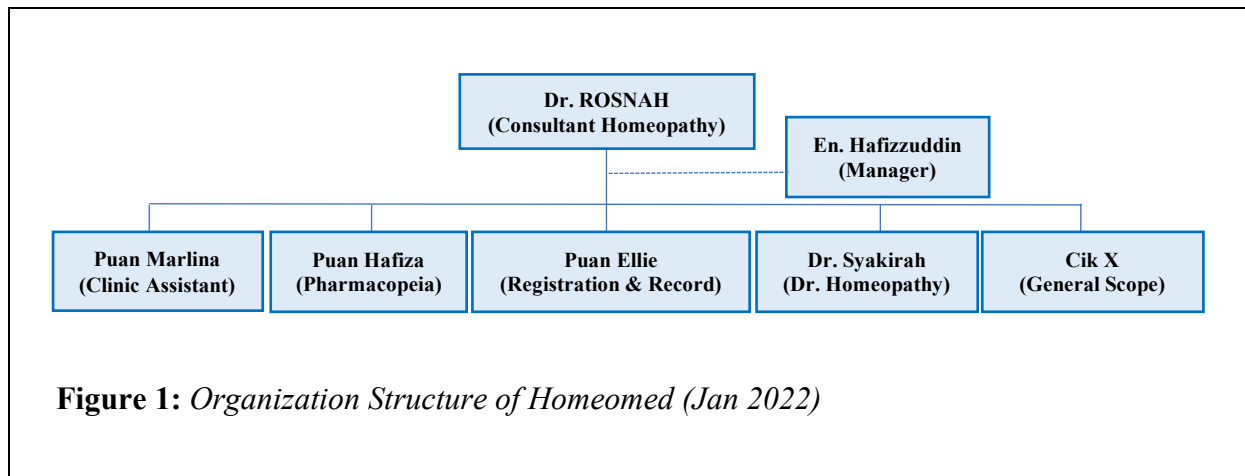 Dr. ROSNAH
(Consultant Homeopathy)
En. Hafizzuddin
(Manager)
Puan Marlina
(Clinic Assistant)
Puan Hafiza
(Pharmacopeia)
Puan Ellie
(Registration & Record)
Dr. Syakirah
(Dr. Homeopathy)
Cik X
(General Scope)
Figure 1: Organization Structure of Homeomed (Jan 2022)